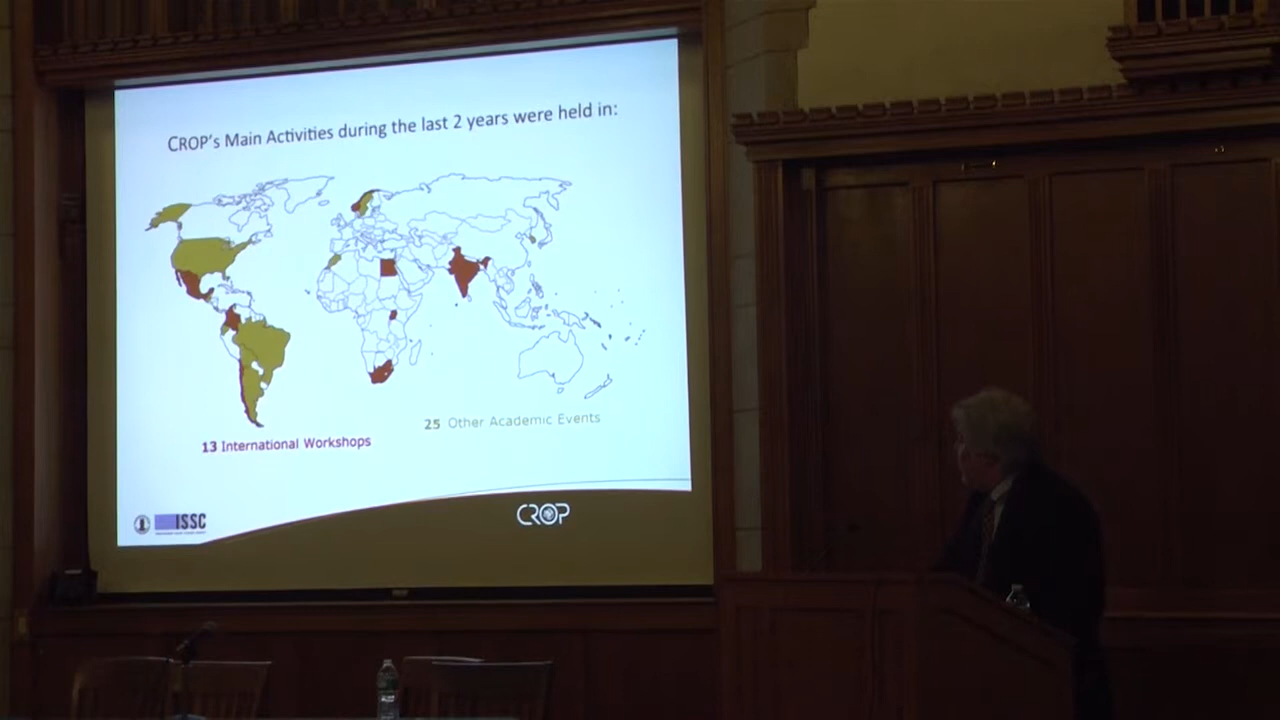 CROP's Main Activities during the last 2 years were held in:
25 Other Academic Events
13 International Workshops
ISSC
CROP